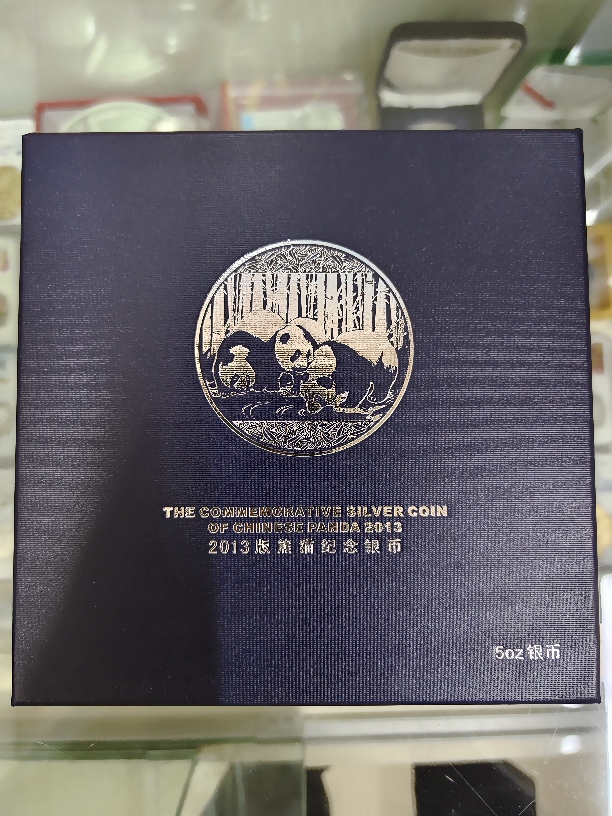 THE COMMEMORATIVE SILVER COIN
OF CHINESE PANDA 2013
2013版熊猫纪念银币
5oz银币